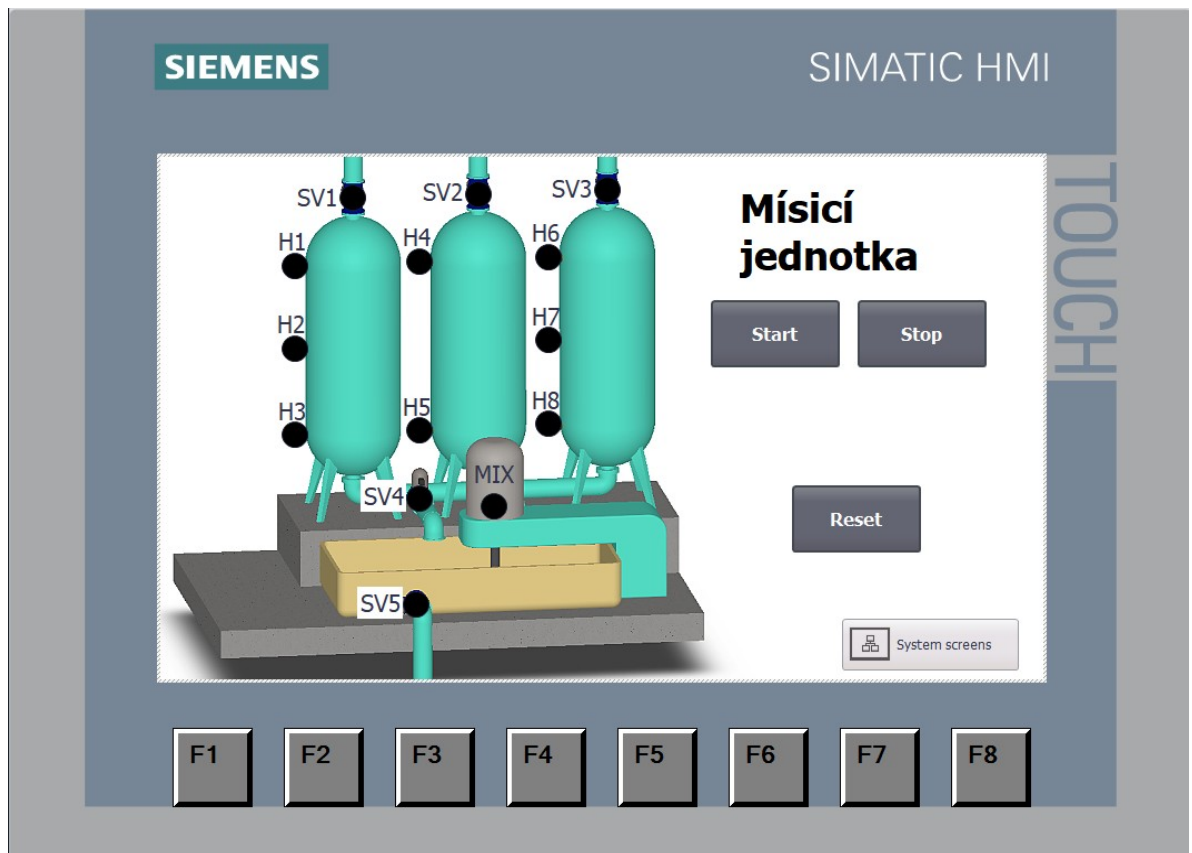 SIEMENS
SIMATIC HMI
TOUCH
SV1
SV2
SV3
Mísicí
jednotka
H1
H4
H6
H2
H7
Start
Stop
H3
H5
H8
MIX
SV4
Reset
SV5
System screens
F1
F2
F3
F4
F5
F6
F7
F8